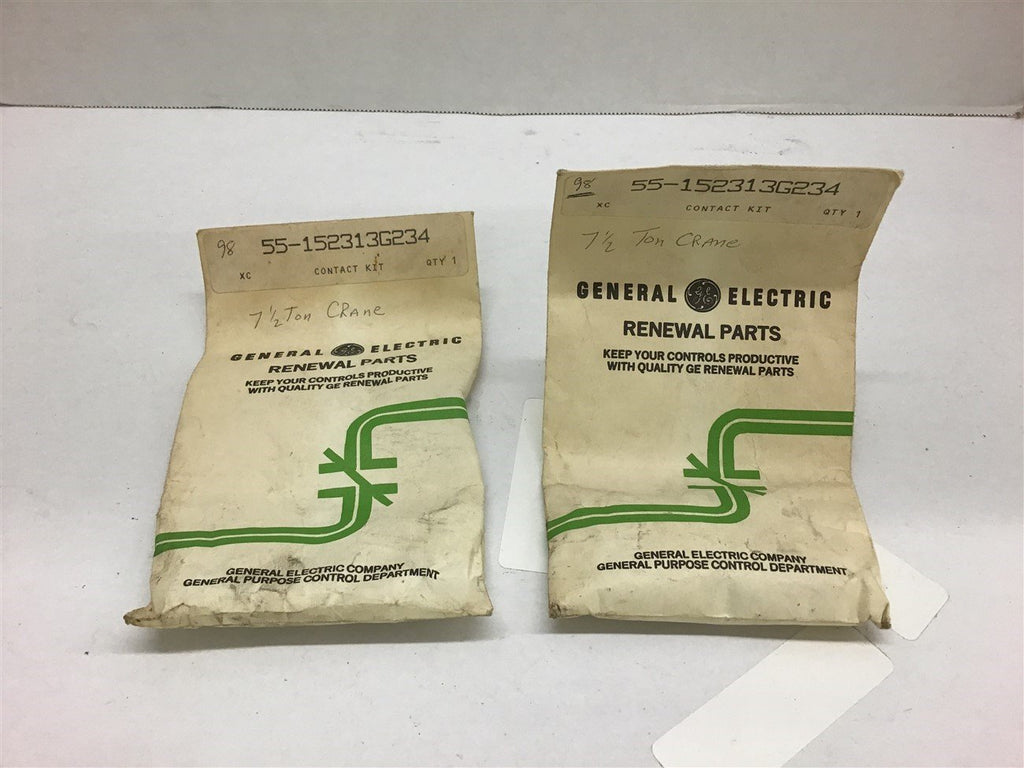 98 55-152313G234
XC CONTACT KIT QTY 1
7 1/2 Ton CRane
GENERAL GE ELECTRIC
RENEWAL PARTS
KEEP YOUR CONTROLS PRODUCTIVE
WITH QUALITY GE RENEWAL PARTS
GENERAL ELECTRIC COMPANY
GENERAL PURPOSE CONTROL DEPARTMENT
98 55-152313G234
XC CONTACT KIT QTY 1
7 1/2 Ton CRane
GENERAL GE ELECTRIC
RENEWAL PARTS
KEEP YOUR CONTROLS PRODUCTIVE
WITH QUALITY GE RENEWAL PARTS
GENERAL ELECTRIC COMPANY
GENERAL PURPOSE CONTROL DEPARTMENT